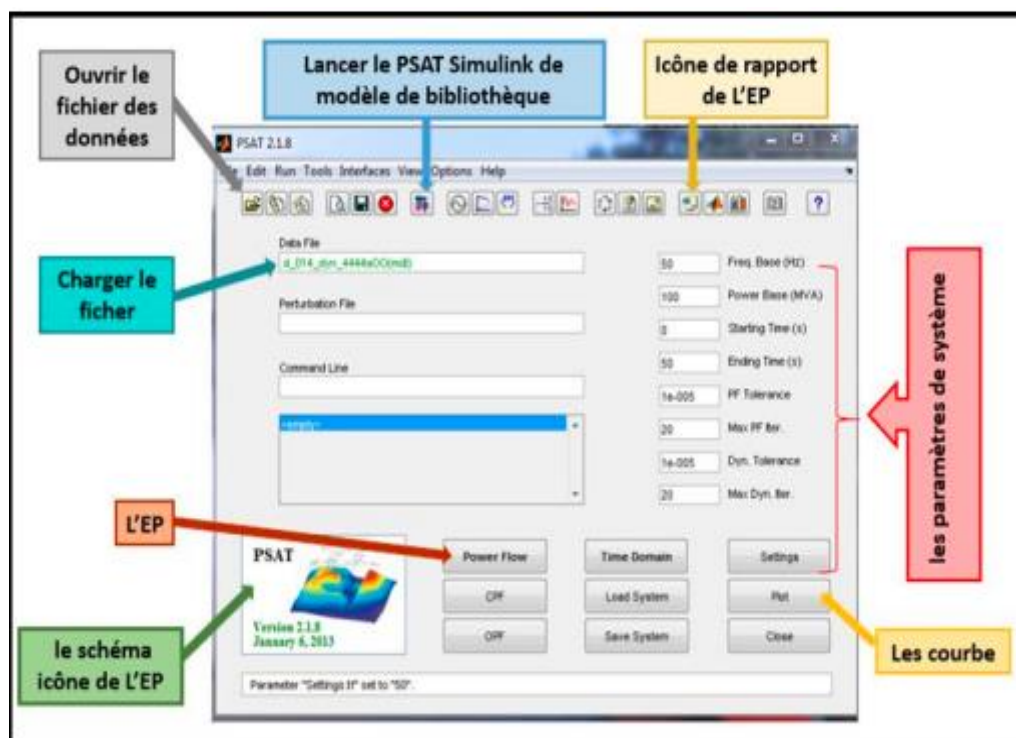 Ouvrir le
fichier des
données
Lancer le PSAT Simulink de
modèle de bibliothèque
Icône de rapport
de L'EP
PSAT 2.1.8
Edit Run Tools Interfaces View Options Help
Data File
Charger le
ficher
Perturbation File
Command Line
<empty>
50 Freq. Base (Hz)
100 Power Base (MVA)
0 Starting Time (s)
50 Ending Time (s)
1e-005 PF Tolerance
20 Max PF Iter.
1e-005 Dyn. Tolerance
20 Max Dyn. Iter.
les paramètres de système
L'EP
PSAT
Version 2.1.8
January 6, 2013
Power Flow
Time Domain
Settings
CPF
Load System
Plot
OPF
Save System
Close
le schéma
icône de L'EP
Les courbe
Parameter "Settings to "50".